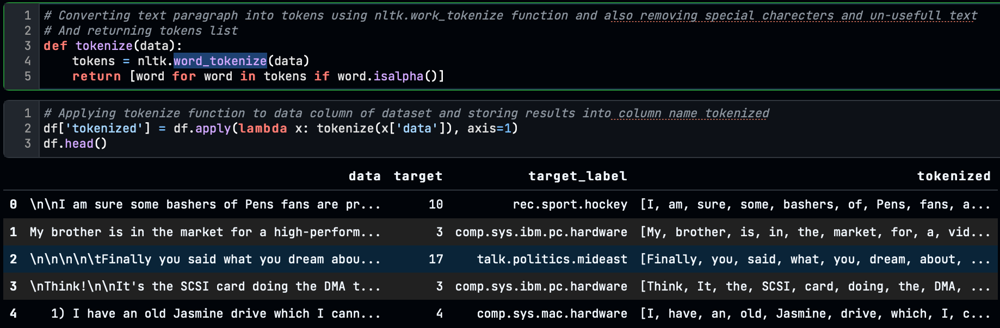 1 # Converting text paragraph into tokens using nltk.work_tokenize function and also removing special charecters and un-usefull text
2 # And returning tokens list
3 def tokenize(data):
4     tokens = nltk.word_tokenize(data)
5     return [word for word in tokens if word.isalpha()]
1 # Applying tokenize function to data column of dataset and storing results into column name tokenized
2 df['tokenized'] = df.apply(lambda x: tokenize(x['data']), axis=1)
3 df.head()
data target target_label tokenized
0 \n\nI am sure some bashers of Pens fans are pr... 10 rec.sport.hockey [I, am, sure, some, bashers, of, Pens, fans, a...
1 My brother is in the market for a high-perform... 3 comp.sys.ibm.pc.hardware [My, brother, is, in, the, market, for, a, vid...
2 \n\n\n\n\tFinally you said what you dream abou... 17 talk.politics.mideast [Finally, you, said, what, you, dream, about, ...
3 \nThink!\n\nIt's the SCSI card doing the DMA t... 3 comp.sys.ibm.pc.hardware [Think, It, the, SCSI, card, doing, the, DMA, ...
4 1) I have an old Jasmine drive which I cann... 4 comp.sys.mac.hardware [I, have, an, old, Jasmine, drive, which, I, c...